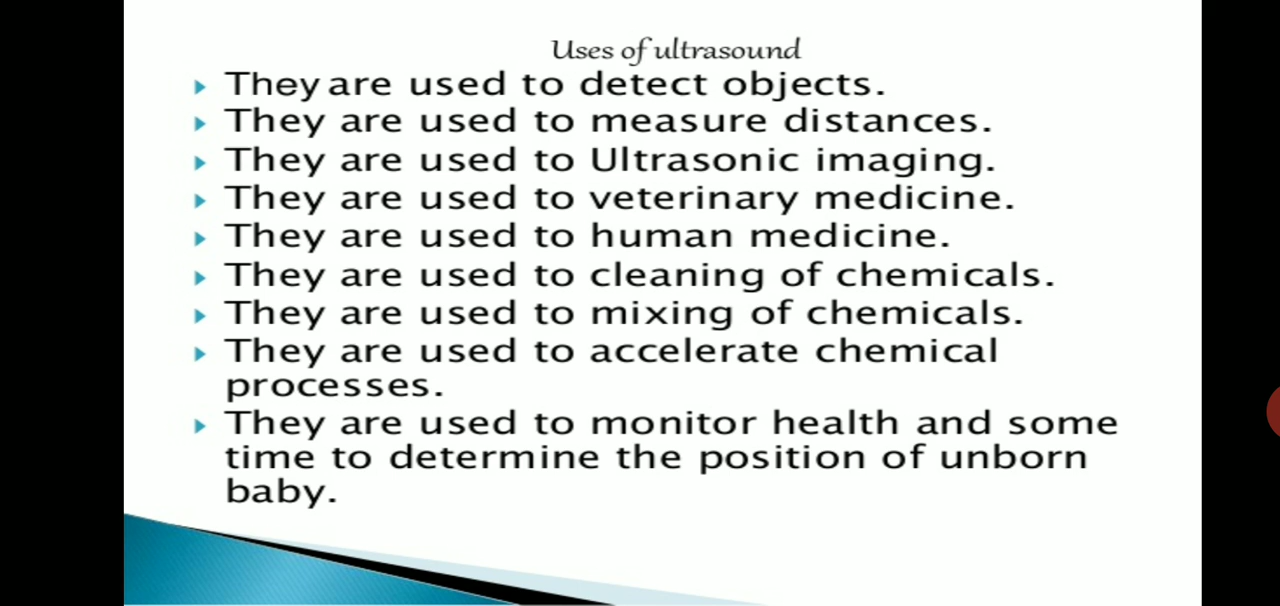 Uses of ultrasound
They are used to detect objects.
They are used to measure distances.
They are used to Ultrasonic imaging.
They are used to veterinary medicine.
They are used to human medicine.
They are used to cleaning of chemicals.
They are used to mixing of chemicals.
They are used to accelerate chemical
processes.
They are used to monitor health and some
time to determine the position of unborn
baby.